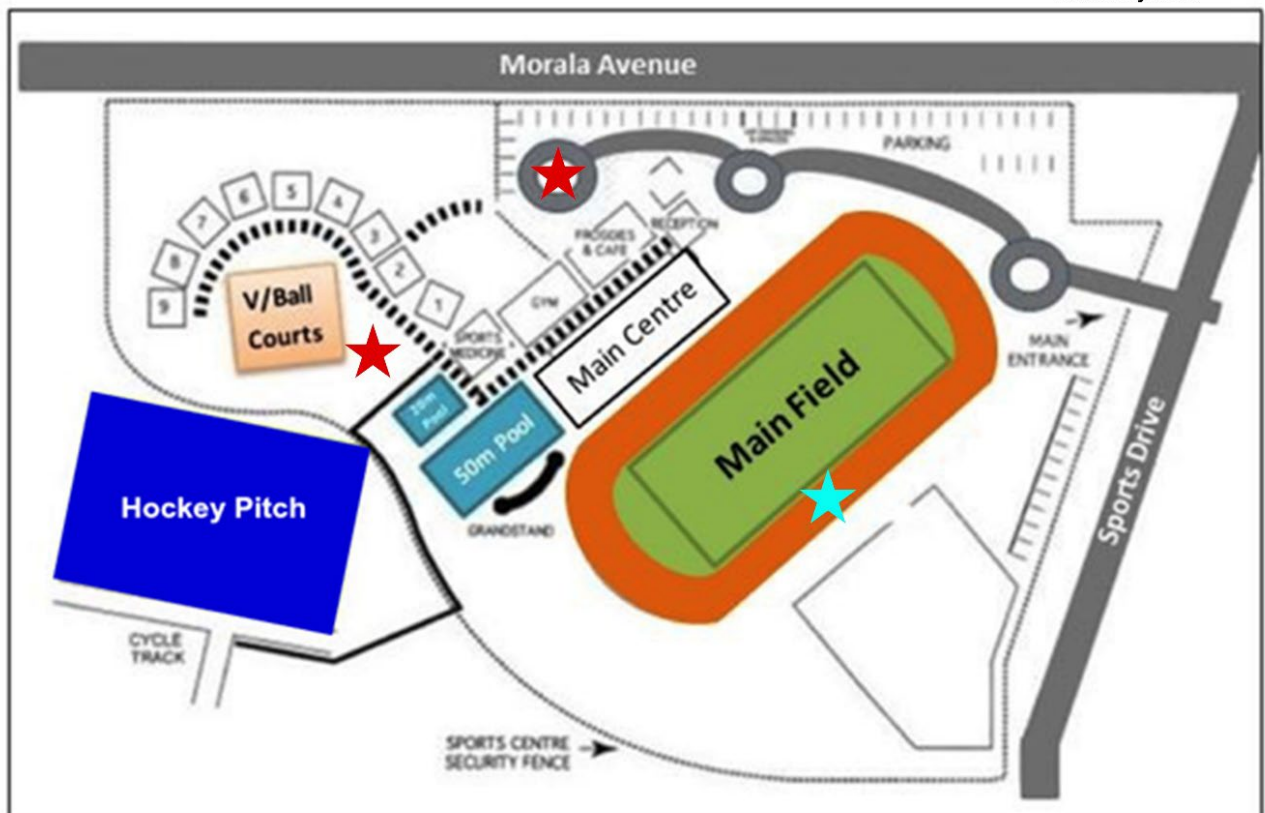 Morala Avenue
PARKING
5
6
4
7
3
8
2
9
1
RECEPTION
FROGGIES
& CAFE
GYM
V/Ball
Courts
SPORTS
MEDICINE
Main Centre
MAIN
ENTRANCE
Main Field
50m Pool
Pool
GRANDSTAND
Hockey Pitch
Sports Drive
CYCLE
TRACK
SPORTS CENTRE
SECURITY FENCE